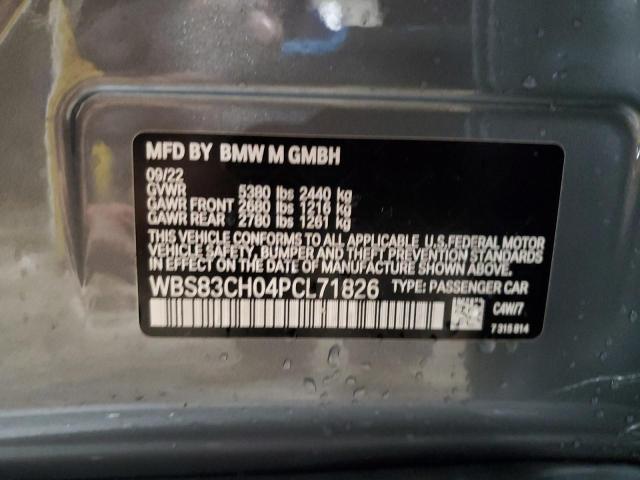 MFD BY BMW M GMBH
09/22
GVWR 5380 lbs 2440 kg
GAWR FRONT 2680 lbs 1216 kg
GAWR REAR 2780 lbs 1261 kg
THIS VEHICLE CONFORMS TO ALL APPLICABLE U.S.FEDERAL MOTOR
VEHICLE SAFETY, BUMPER AND THEFT PREVENTION STANDARDS
IN EFFECT ON THE DATE OF MANUFACTURE SHOWN ABOVE.
WBS83CH04PCL71826 TYPE: PASSENGER CAR
C4W/7
7 315 814